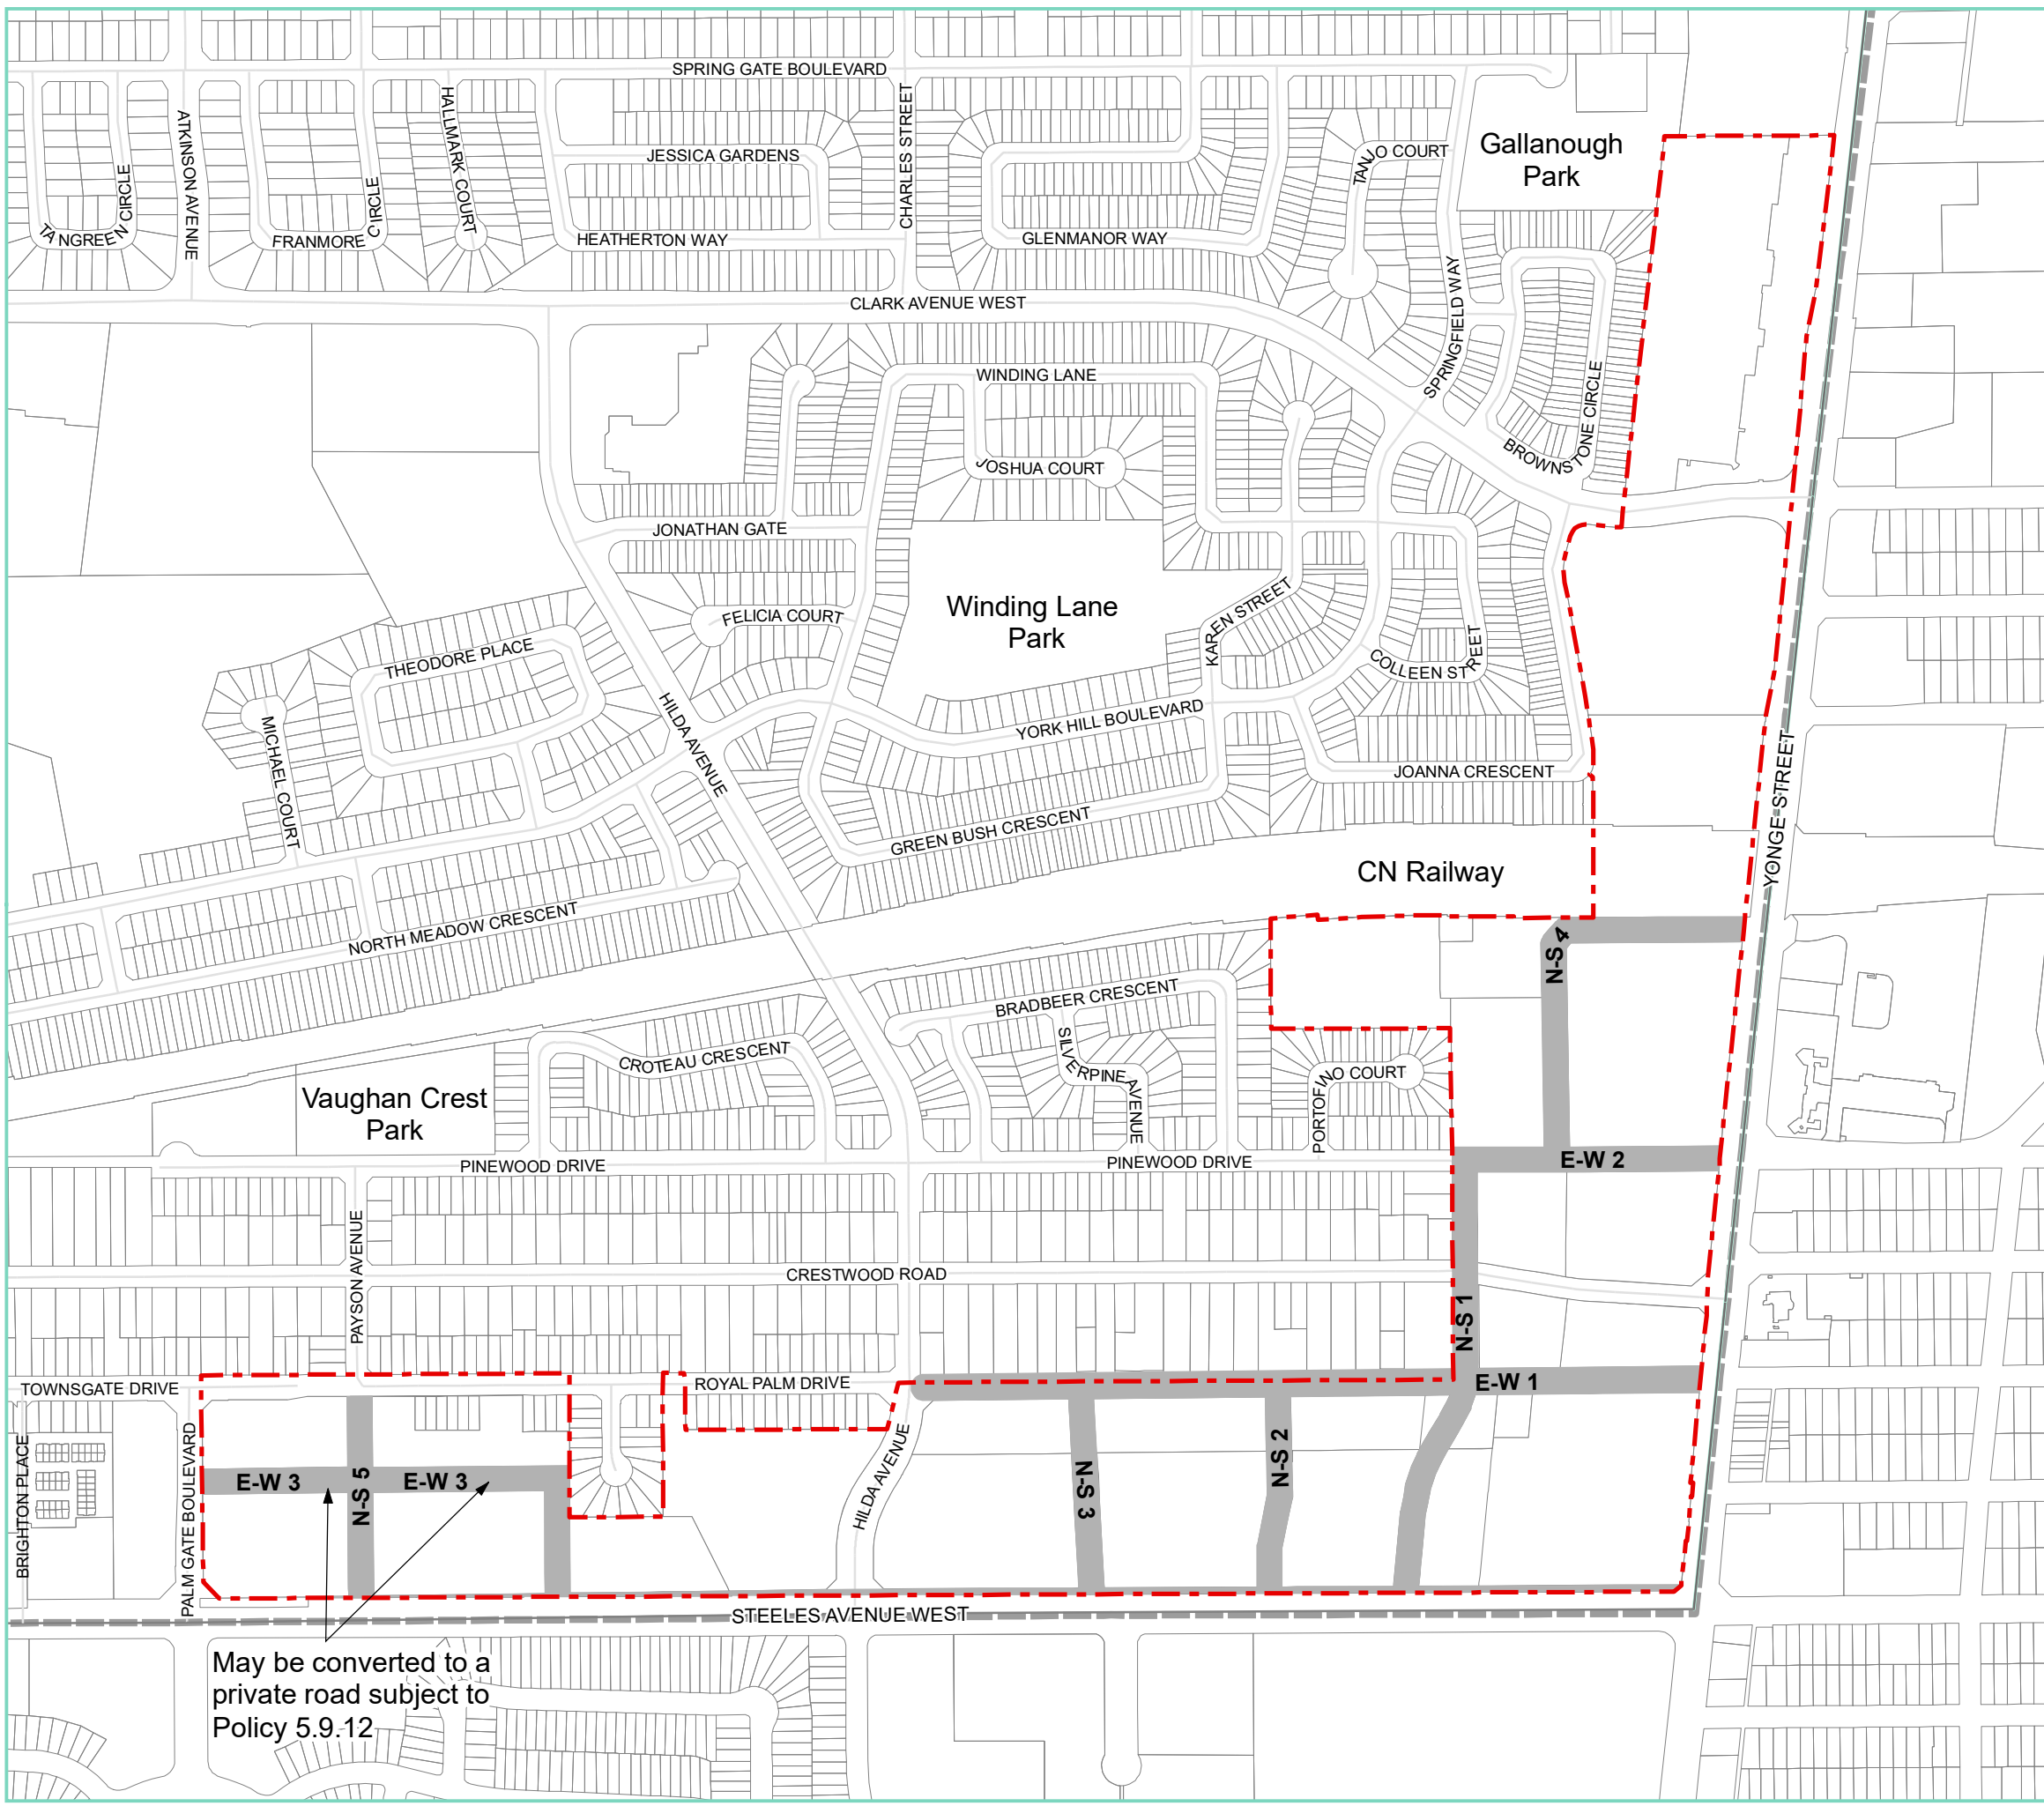 SPRING GATE BOULEVARD
ATKINSON AVENUE
HALLMARK COURT
CHARLES STREET
JESSICA GARDENS
TANJO COURT
Gallanough
Park
TANGREEN CIRCLE
FRANMORE CIRCLE
HEATHERTON WAY
GLENMANOR WAY
SPRINGFIELD WAY
CLARK AVENUE WEST
WINDING LANE
BROWNSTONE CIRCLE
JOSHUA COURT
JONATHAN GATE
KAREN STREET
Winding Lane
Park
FELICIA COURT
COLLEEN STREET
THEODORE PLACE
MICHAEL COURT
HILDA AVENUE
YORK HILL BOULEVARD
JOANNA CRESCENT
YONGE STREET
GREEN BUSH CRESCENT
CN Railway
NORTH MEADOW CRESCENT
N-S 4
BRADBEER CRESCENT
SILVERPINE AVENUE
CROTEAU CRESCENT
PORTOFINO COURT
Vaughan Crest
Park
PINEWOOD DRIVE
PINEWOOD DRIVE
E-W 2
PAYSON AVENUE
CRESTWOOD ROAD
N-S 1
TOWNSGATE DRIVE
ROYAL PALM DRIVE
E-W 1
BRIGHTON PLACE
PALM GATE BOULEVARD
E-W 3
N-S 5
E-W 3
HILDA AVENUE
N-S 3
N-S 2
STEELES AVENUE WEST
May be converted to a
private road subject to
Policy 5.9.12